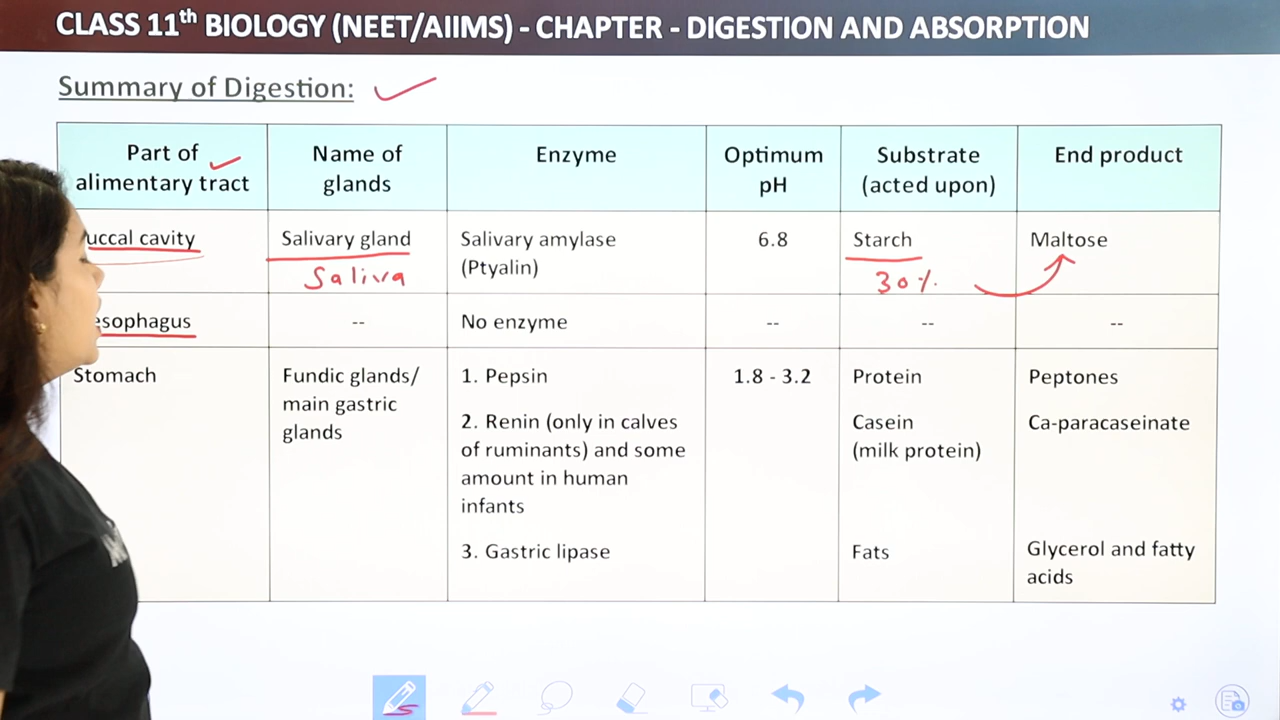 CLASS 11th BIOLOGY (NEET/AIIMS) - CHAPTER - DIGESTION AND ABSORPTION
Summary of Digestion:
Part of
alimentary tract
Name of
glands
Enzyme
Optimum
pH
Substrate
(acted upon)
End product
uccal cavity
Salivary gland
Saliva
Salivary amylase
(Ptyalin)
6.8
Starch
30%
Maltose
esophagus
--
No enzyme
--
--
--
Stomach
Fundic glands/
main gastric
glands
1. Pepsin
1.8 - 3.2
Protein
Peptones
2. Renin (only in calves
of ruminants) and some
amount in human
infants
Casein
(milk protein)
Ca-paracaseinate
3. Gastric lipase
Fats
Glycerol and fatty
acids